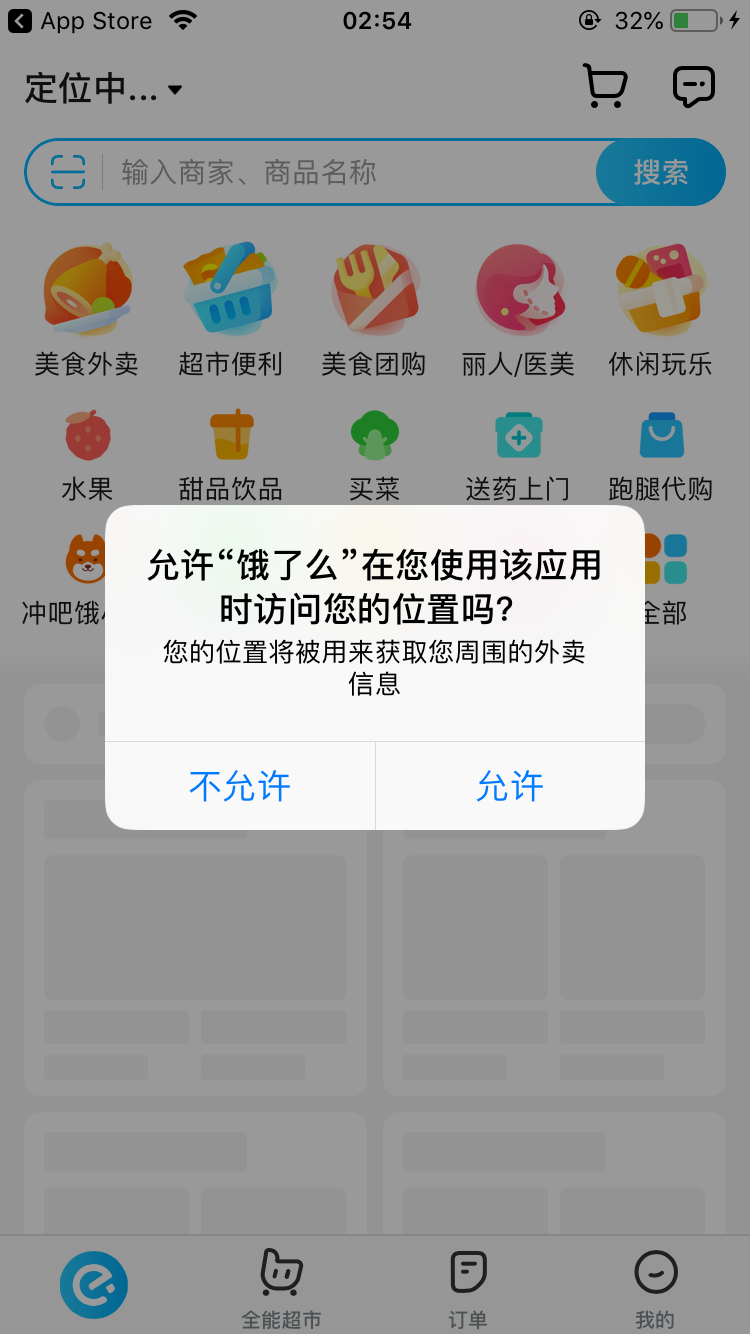 App Store
02:54
32%
定位中...
输入商家、商品名称
搜索
美食外卖
超市便利
美食团购
丽人/医美
休闲玩乐
水果
甜品饮品
买菜
送药上门
跑腿代购
冲吧饿
全部
允许“饿了么”在您使用该应用
时访问您的位置吗?
您的位置将被用来获取您周围的外卖
信息
不允许
允许
全能超市
订单
我的